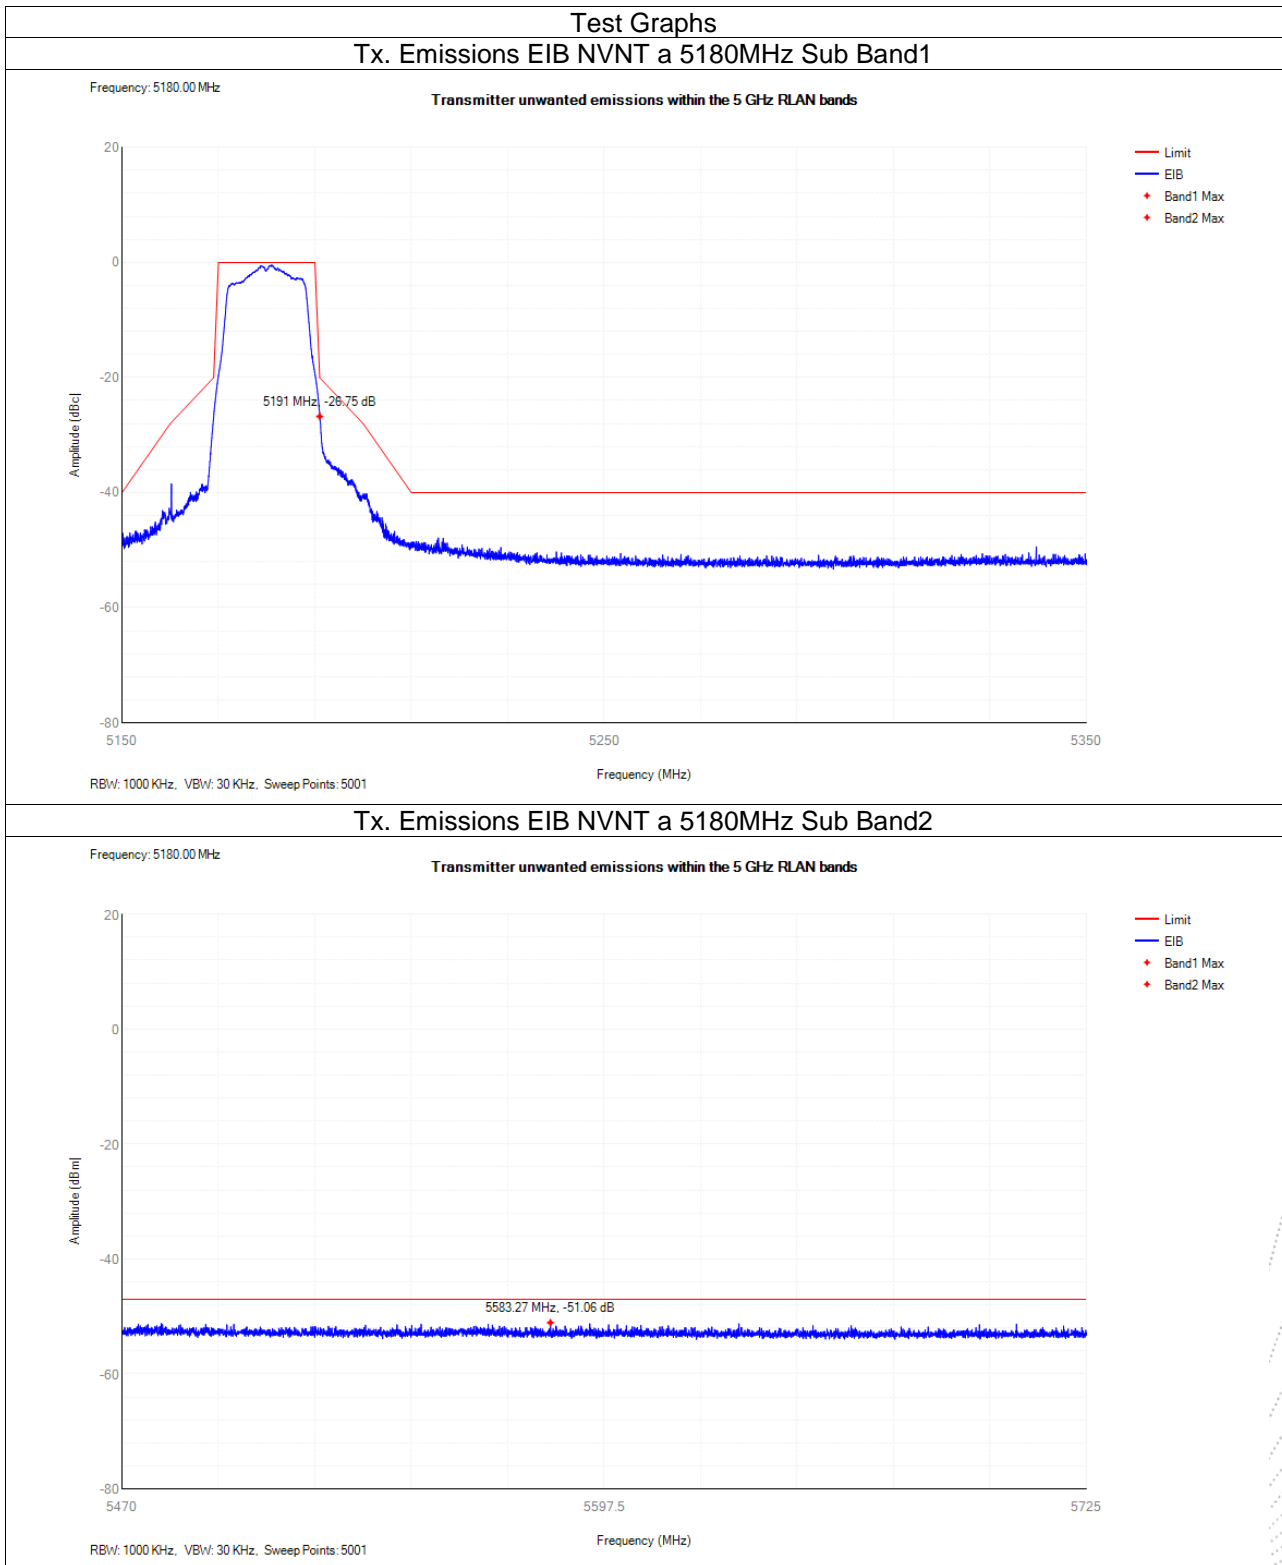 Test Graphs
Tx. Emissions EIB NVNT a 5180MHz Sub Band1
Frequency: 5180.00 MHz
Transmitter unwanted emissions within the 5 GHz RLAN bands
20
0
-20
-40
-60
-80
Amplitude [dBc]
5191 MHz, -26.75 dB
Limit
EIB
Band1 Max
Band2 Max
5150
5250
5350
Frequency (MHz)
RBW: 1000 KHz, VBW: 30 KHz, Sweep Points: 5001
Tx. Emissions EIB NVNT a 5180MHz Sub Band2
Frequency: 5180.00 MHz
Transmitter unwanted emissions within the 5 GHz RLAN bands
20
0
-20
-40
-60
-80
Amplitude [dBm]
5583.27 MHz, -51.06 dB
Limit
EIB
Band1 Max
Band2 Max
5470
5597.5
5725
Frequency (MHz)
RBW: 1000 KHz, VBW: 30 KHz, Sweep Points: 5001